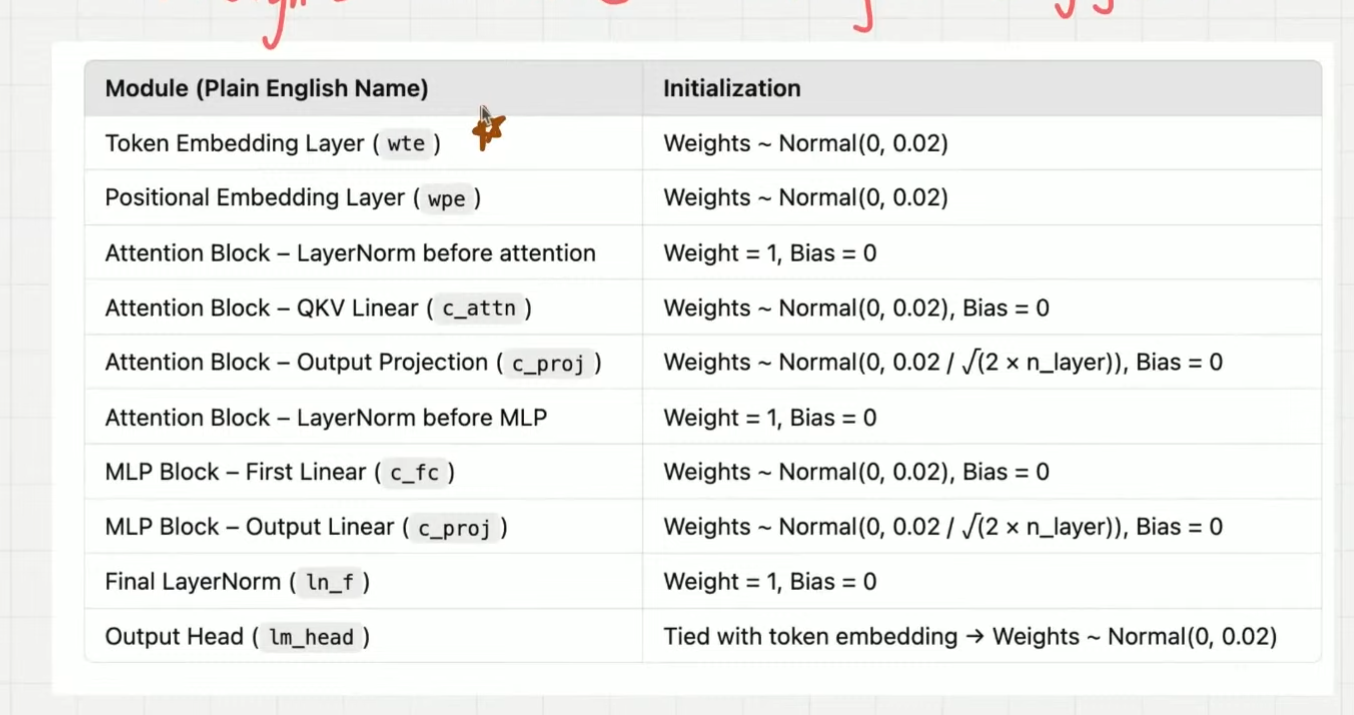 Module (Plain English Name) Initialization
Token Embedding Layer ( wte ) Weights ~ Normal(0, 0.02)
Positional Embedding Layer ( wpe ) Weights ~ Normal(0, 0.02)
Attention Block – LayerNorm before attention Weight = 1, Bias = 0
Attention Block – QKV Linear ( c_attn ) Weights ~ Normal(0, 0.02), Bias = 0
Attention Block – Output Projection ( c_proj ) Weights ~ Normal(0, 0.02 / √(2 × n_layer)), Bias = 0
Attention Block – LayerNorm before MLP Weight = 1, Bias = 0
MLP Block – First Linear ( c_fc ) Weights ~ Normal(0, 0.02), Bias = 0
MLP Block – Output Linear ( c_proj ) Weights ~ Normal(0, 0.02 / √(2 × n_layer)), Bias = 0
Final LayerNorm ( ln_f ) Weight = 1, Bias = 0
Output Head ( lm_head ) Tied with token embedding → Weights ~ Normal(0, 0.02)